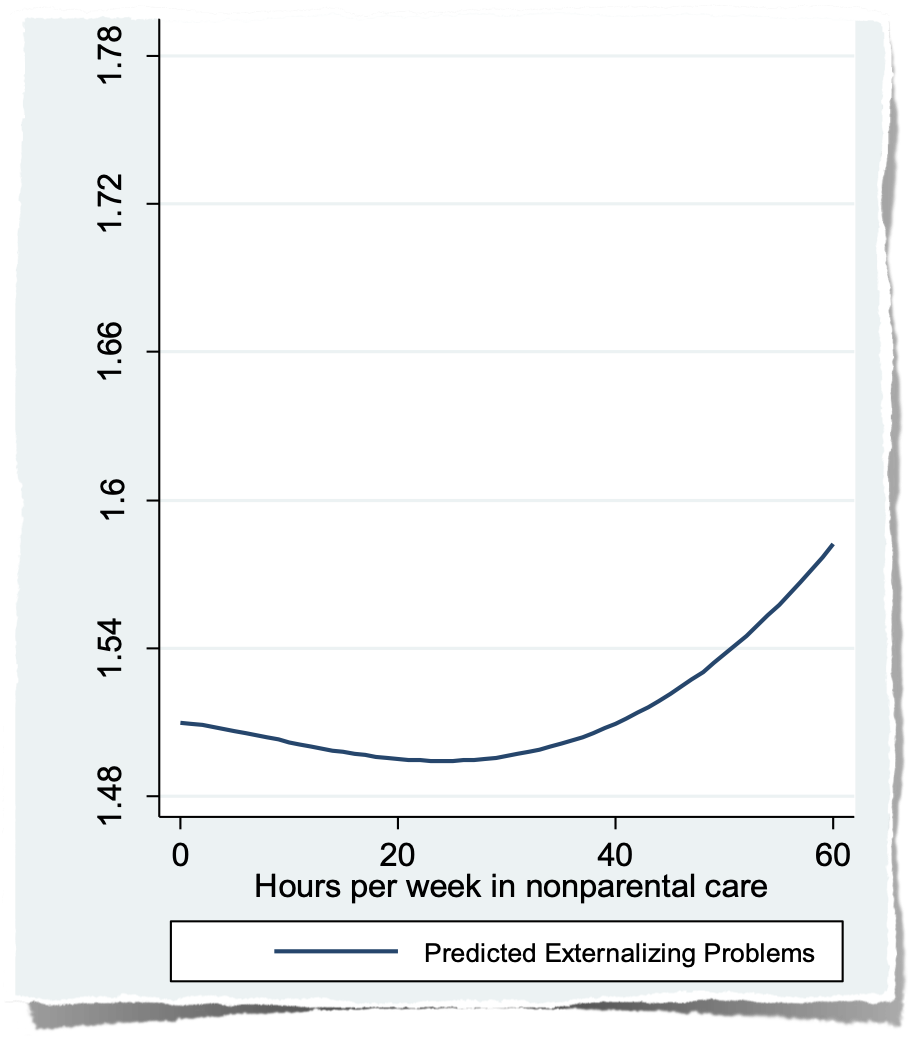 1.78
1.72
1.66
1.6
1.54
1.48
0 20 40 60
Hours per week in nonparental care
Predicted Externalizing Problems